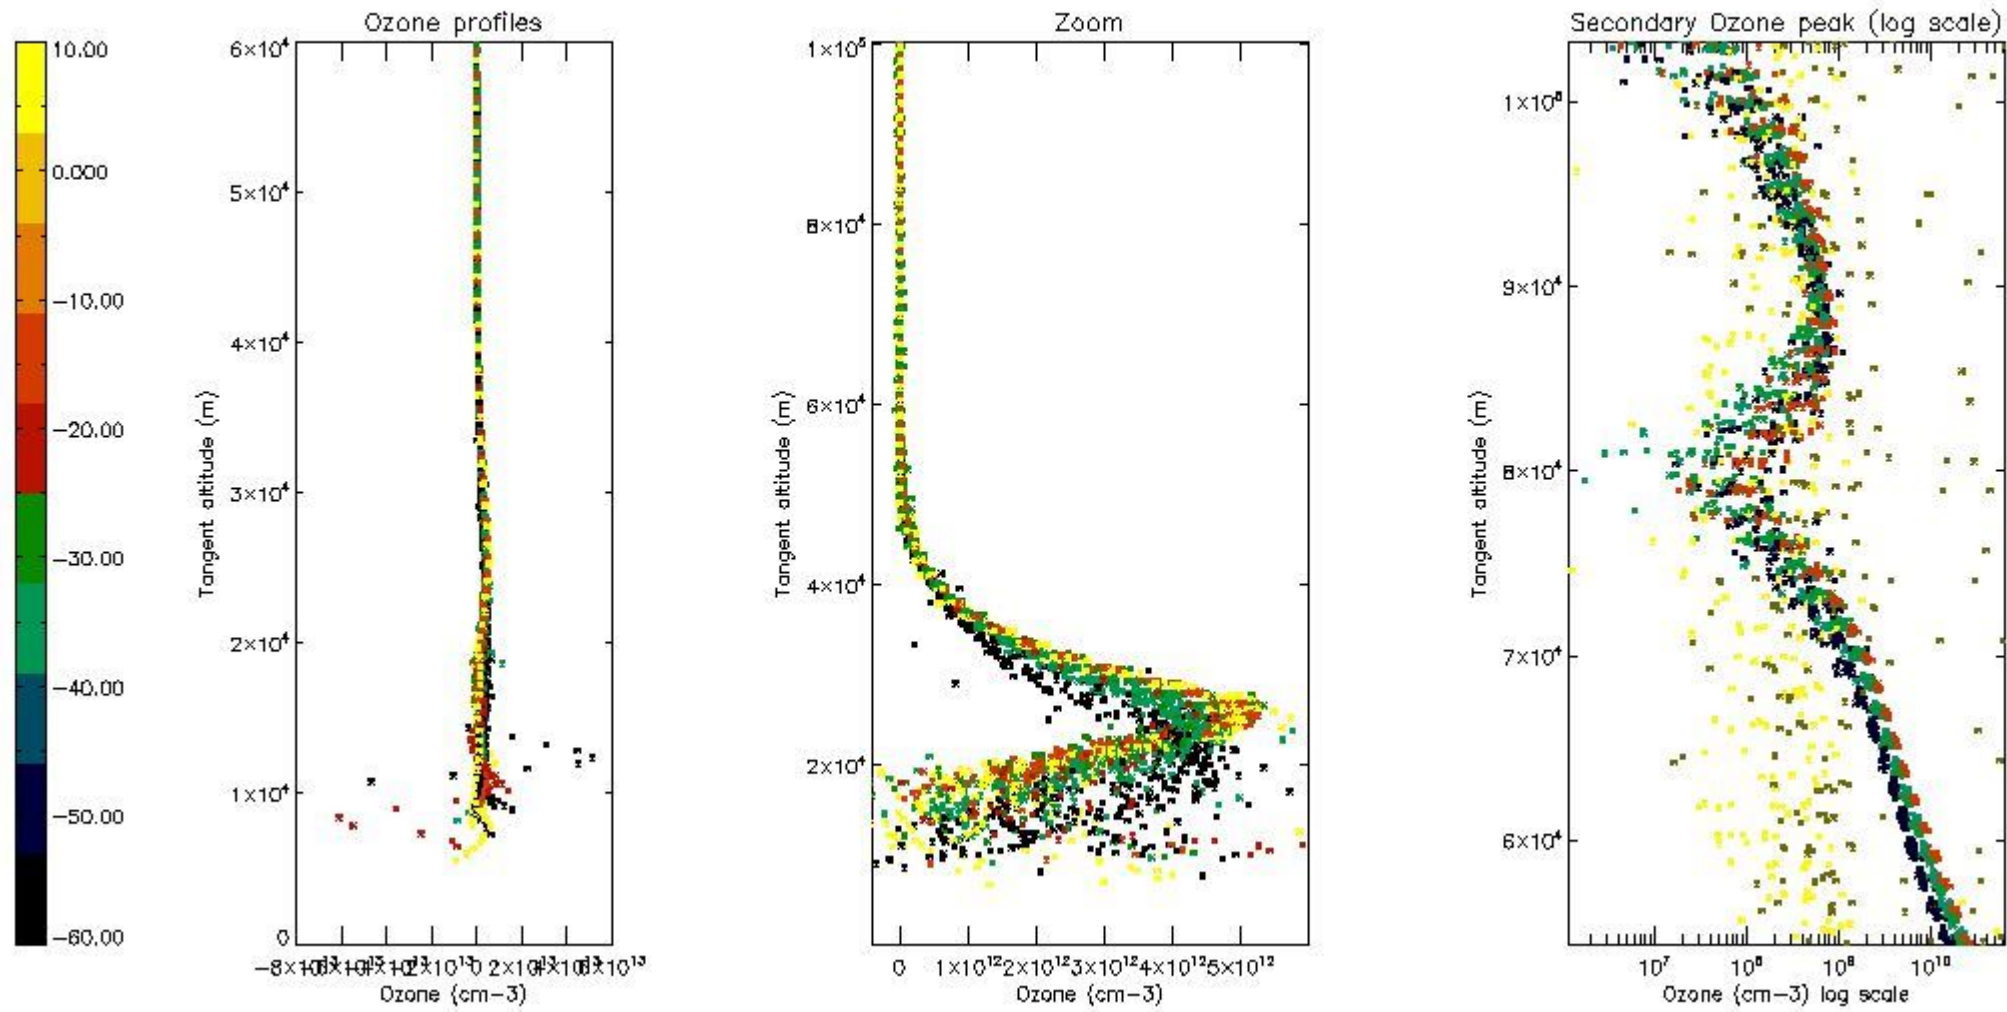 Ozone profiles
Zoom
Secondary Ozone peak (log scale)
10.00
0.000
−10.00
−20.00
−30.00
−40.00
−50.00
−60.00
6×10⁴
5×10⁴
4×10⁴
3×10⁴
2×10⁴
1×10⁴
0
Tangent altitude (m)
0
2×10¹³
Ozone (cm−3)
1×10⁵
8×10⁴
6×10⁴
4×10⁴
2×10⁴
Tangent altitude (m)
0 1×10¹² 2×10¹² 3×10¹² 4×10¹² 5×10¹²
Ozone (cm−3)
9×10⁴
8×10⁴
7×10⁴
6×10⁴
Tangent altitude (m)
10⁷ 10⁸ 10⁹ 10¹⁰
Ozone (cm−3) log scale